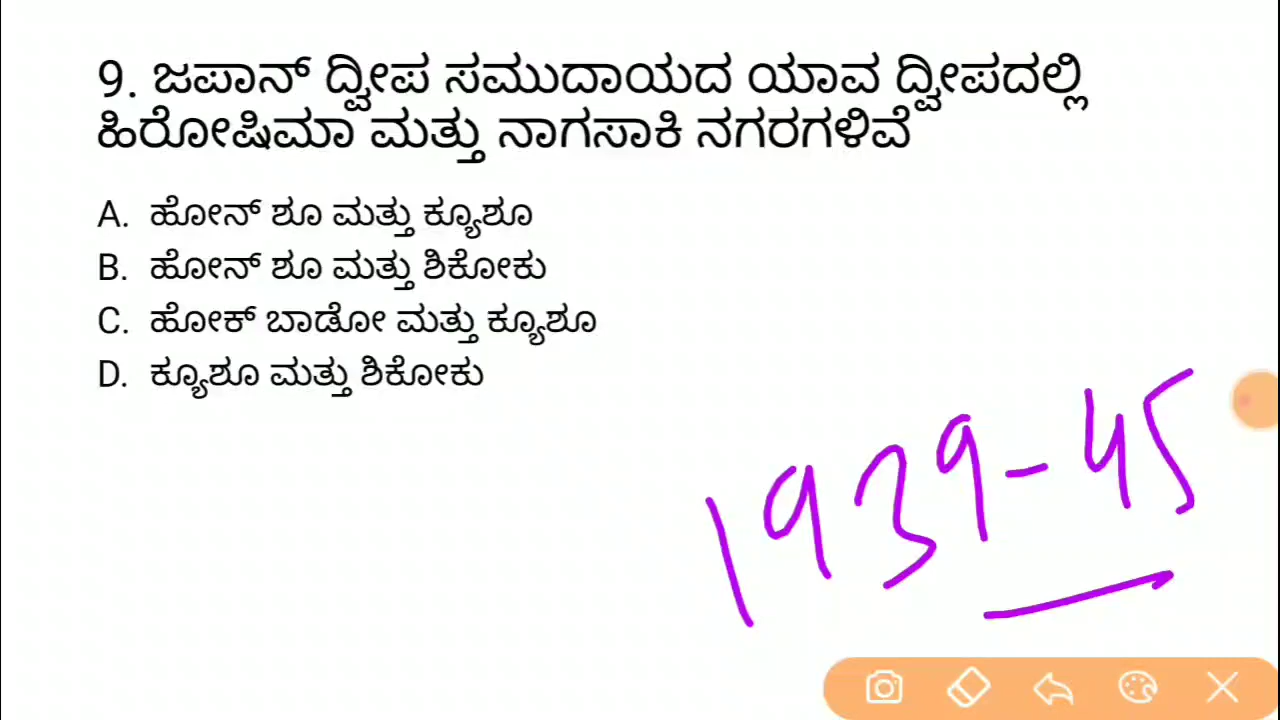 9. ಜಪಾನ್ ದ್ವೀಪ ಸಮುದಾಯದ ಯಾವ ದ್ವೀಪದಲ್ಲಿ
ಹಿರೋಷಿಮಾ ಮತ್ತು ನಾಗಸಾಕಿ ನಗರಗಳಿವೆ
A. ಹೋನ್ ಶೂ ಮತ್ತು ಕ್ಯೂಶೂ
B. ಹೋನ್ ಶೂ ಮತ್ತು ಶಿಕೋಕು
C. ಹೋಕ್ ಬಾಡೋ ಮತ್ತು ಕ್ಯೂಶೂ
D. ಕ್ಯೂಶೂ ಮತ್ತು ಶಿಕೋಕು
1939-45